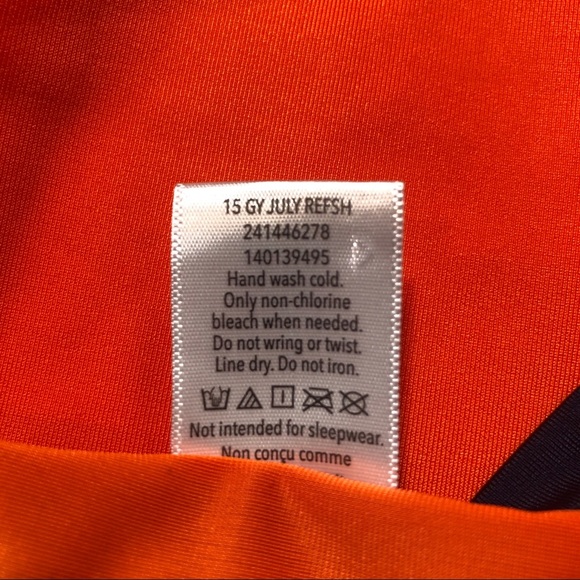 15 GY JULY REFSH
241446278
140139495
Hand wash cold.
Only non-chlorine
bleach when needed.
Do not wring or twist.
Line dry. Do not iron.
Not intended for sleepwear.
Non conçu comme